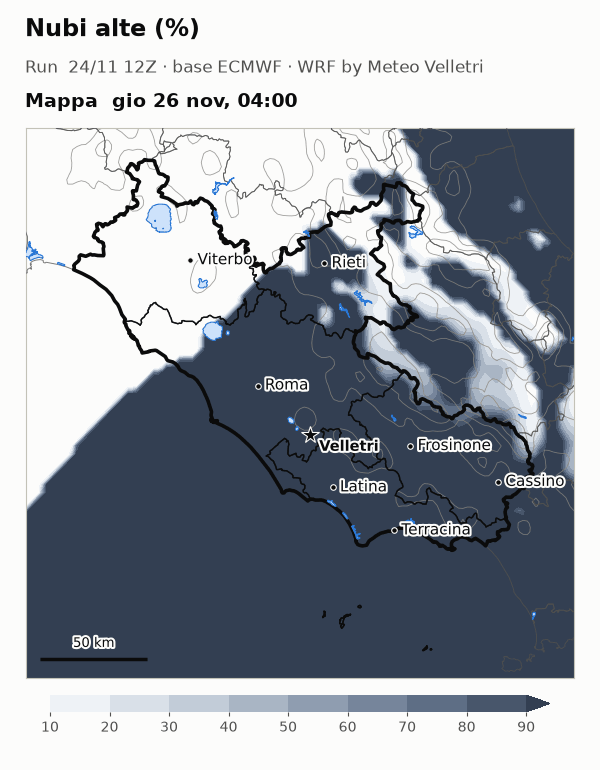 Nubi alte (%)
Run  24/11 12Z · base ECMWF · WRF by Meteo Velletri
Mappa  gio 26 nov, 04:00
Viterbo
Rieti
Roma
Velletri
Frosinone
Latina
Cassino
Terracina
50 km
10 20 30 40 50 60 70 80 90